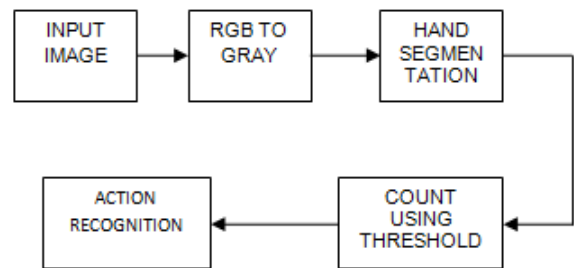 INPUT
IMAGE
RGB TO
GRAY
HAND
SEGMEN
TATION
COUNT
USING
THRESHOLD
ACTION
RECOGNITION